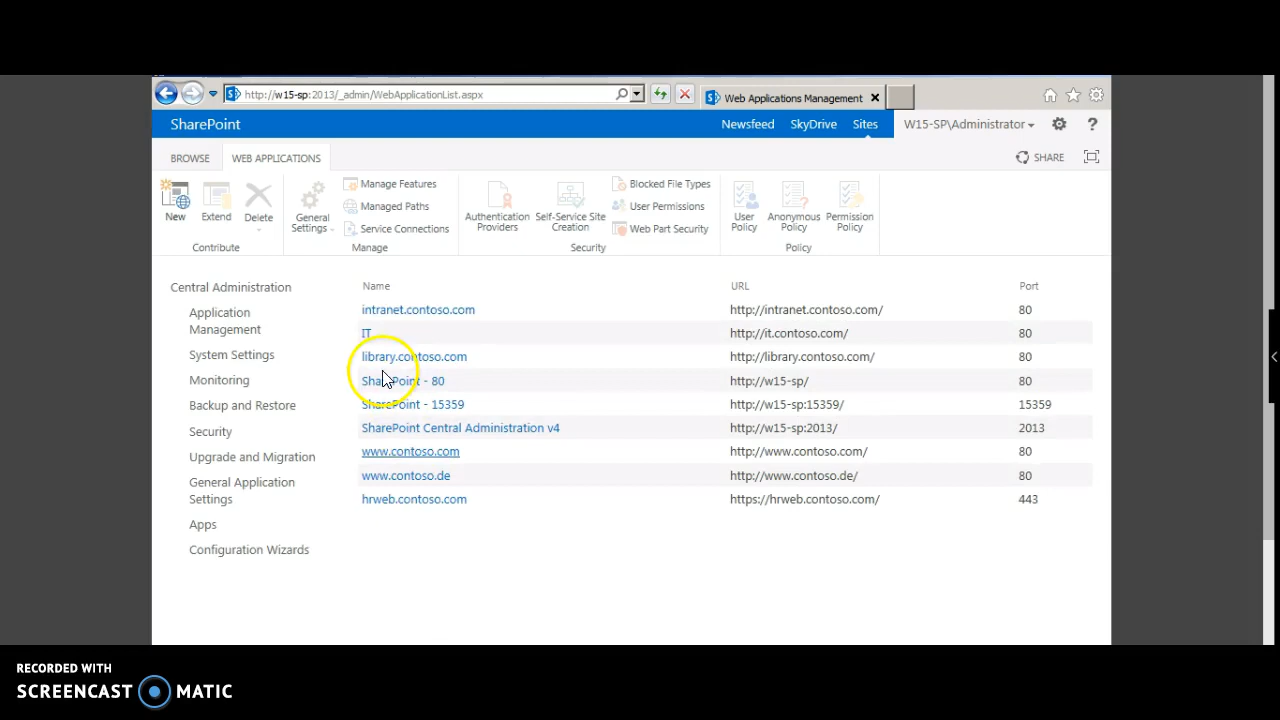 http://w15-sp:2013/_admin/WebApplicationList.aspx
Web Applications Management
SharePoint
Newsfeed SkyDrive Sites W15-SP\Administrator ?
BROWSE WEB APPLICATIONS SHARE
New
Extend
Delete
Contribute
General Settings
Manage Features
Managed Paths
Service Connections
Manage
Authentication Providers
Self-Service Site Creation
Blocked File Types
User Permissions
Web Part Security
Security
User Policy
Anonymous Policy
Permission Policy
Policy
Central Administration
Application
Management
System Settings
Monitoring
Backup and Restore
Security
Upgrade and Migration
General Application
Settings
Apps
Configuration Wizards
Name URL Port
intranet.contoso.com http://intranet.contoso.com/ 80
IT http://it.contoso.com/ 80
library.contoso.com http://library.contoso.com/ 80
SharePoint - 80 http://w15-sp/ 80
SharePoint - 15359 http://w15-sp:15359/ 15359
SharePoint Central Administration v4 http://w15-sp:2013/ 2013
www.contoso.com http://www.contoso.com/ 80
www.contoso.de http://www.contoso.de/ 80
hrweb.contoso.com https://hrweb.contoso.com/ 443
RECORDED WITH
SCREENCAST MATIC